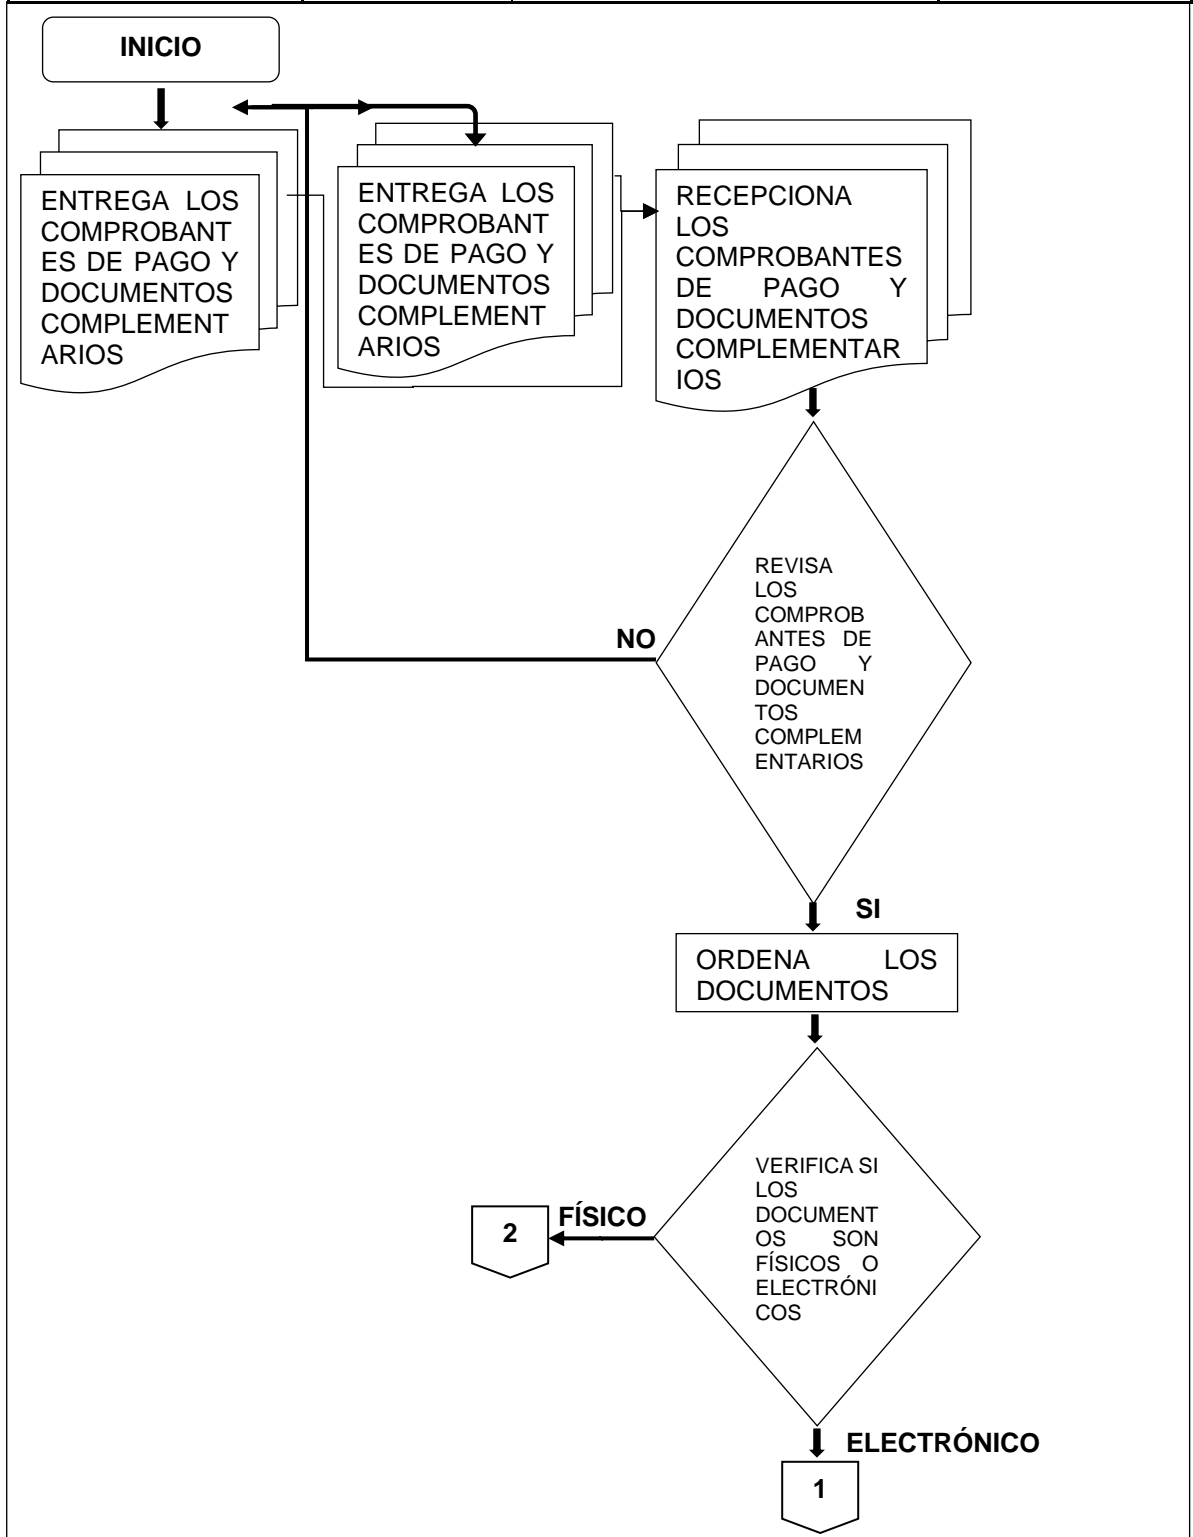 INICIO
ENTREGA LOS
COMPROBANT
ES DE PAGO Y
DOCUMENTOS
COMPLEMENT
ARIOS
ENTREGA LOS
COMPROBANT
ES DE PAGO Y
DOCUMENTOS
COMPLEMENT
ARIOS
RECEPCIONA
LOS
COMPROBANTES
DE PAGO Y
DOCUMENTOS
COMPLEMENTAR
IOS
REVISA
LOS
COMPROB
ANTES DE
PAGO Y
DOCUMEN
TOS
COMPLEM
ENTARIOS
NO
SI
ORDENA LOS
DOCUMENTOS
VERIFICA SI
LOS
DOCUMENT
OS SON
FÍSICOS O
ELECTRÓNI
COS
FÍSICO
2
ELECTRÓNICO
1